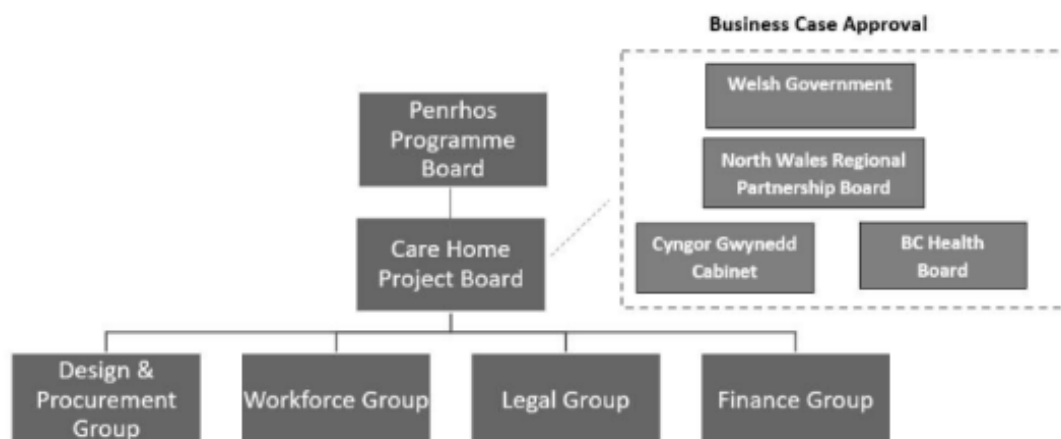 Business Case Approval
Welsh Government
Penrhos
Programme
Board
North Wales Regional
Partnership Board
Care Home
Project Board
Cyngor Gwynedd
Cabinet
BC Health
Board
Design &
Procurement
Group
Workforce Group
Legal Group
Finance Group